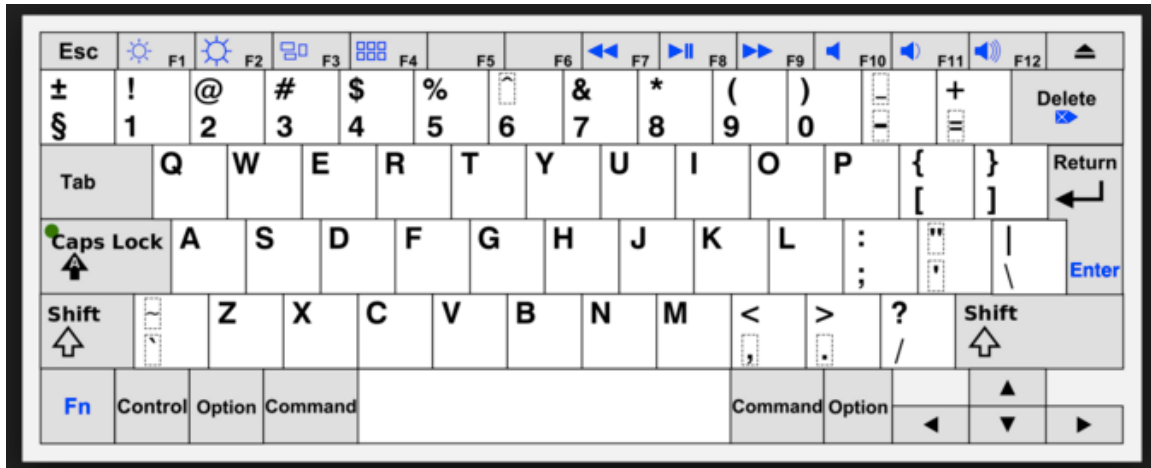 Esc F1 F2 F3 F4 F5 F6 F7 F8 F9 F10 F11 F12
± ! @ # $ % ^ & * ( ) _ + Delete
§ 1 2 3 4 5 6 7 8 9 0 - =
Tab Q W E R T Y U I O P { } Return
[ ]
Caps Lock A S D F G H J K L : " |
A ; ' \ Enter
Shift ~ Z X C V B N M < > ? Shift
` , . /
Fn Control Option Command Command Option